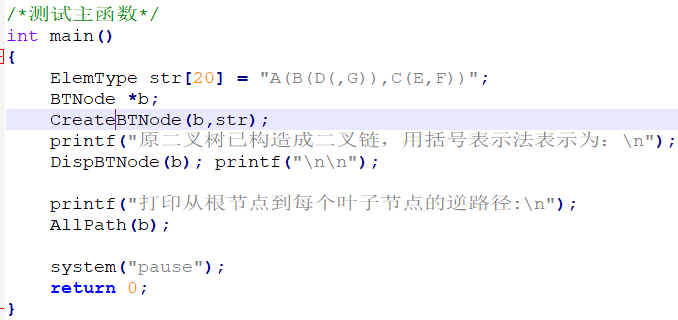 /*测试主函数*/
int main()
{
    ElemType str[20] = "A(B(D(,G)),C(E,F))";
    BTNode *b;
    CreateBTNode(b,str);
    printf("原二叉树已构造成二叉链，用括号表示法表示为：\n");
    DispBTNode(b); printf("\n\n");
    printf("打印从根节点到每个叶子节点的逆路径:\n");
    AllPath(b);
    system("pause");
    return 0;
}